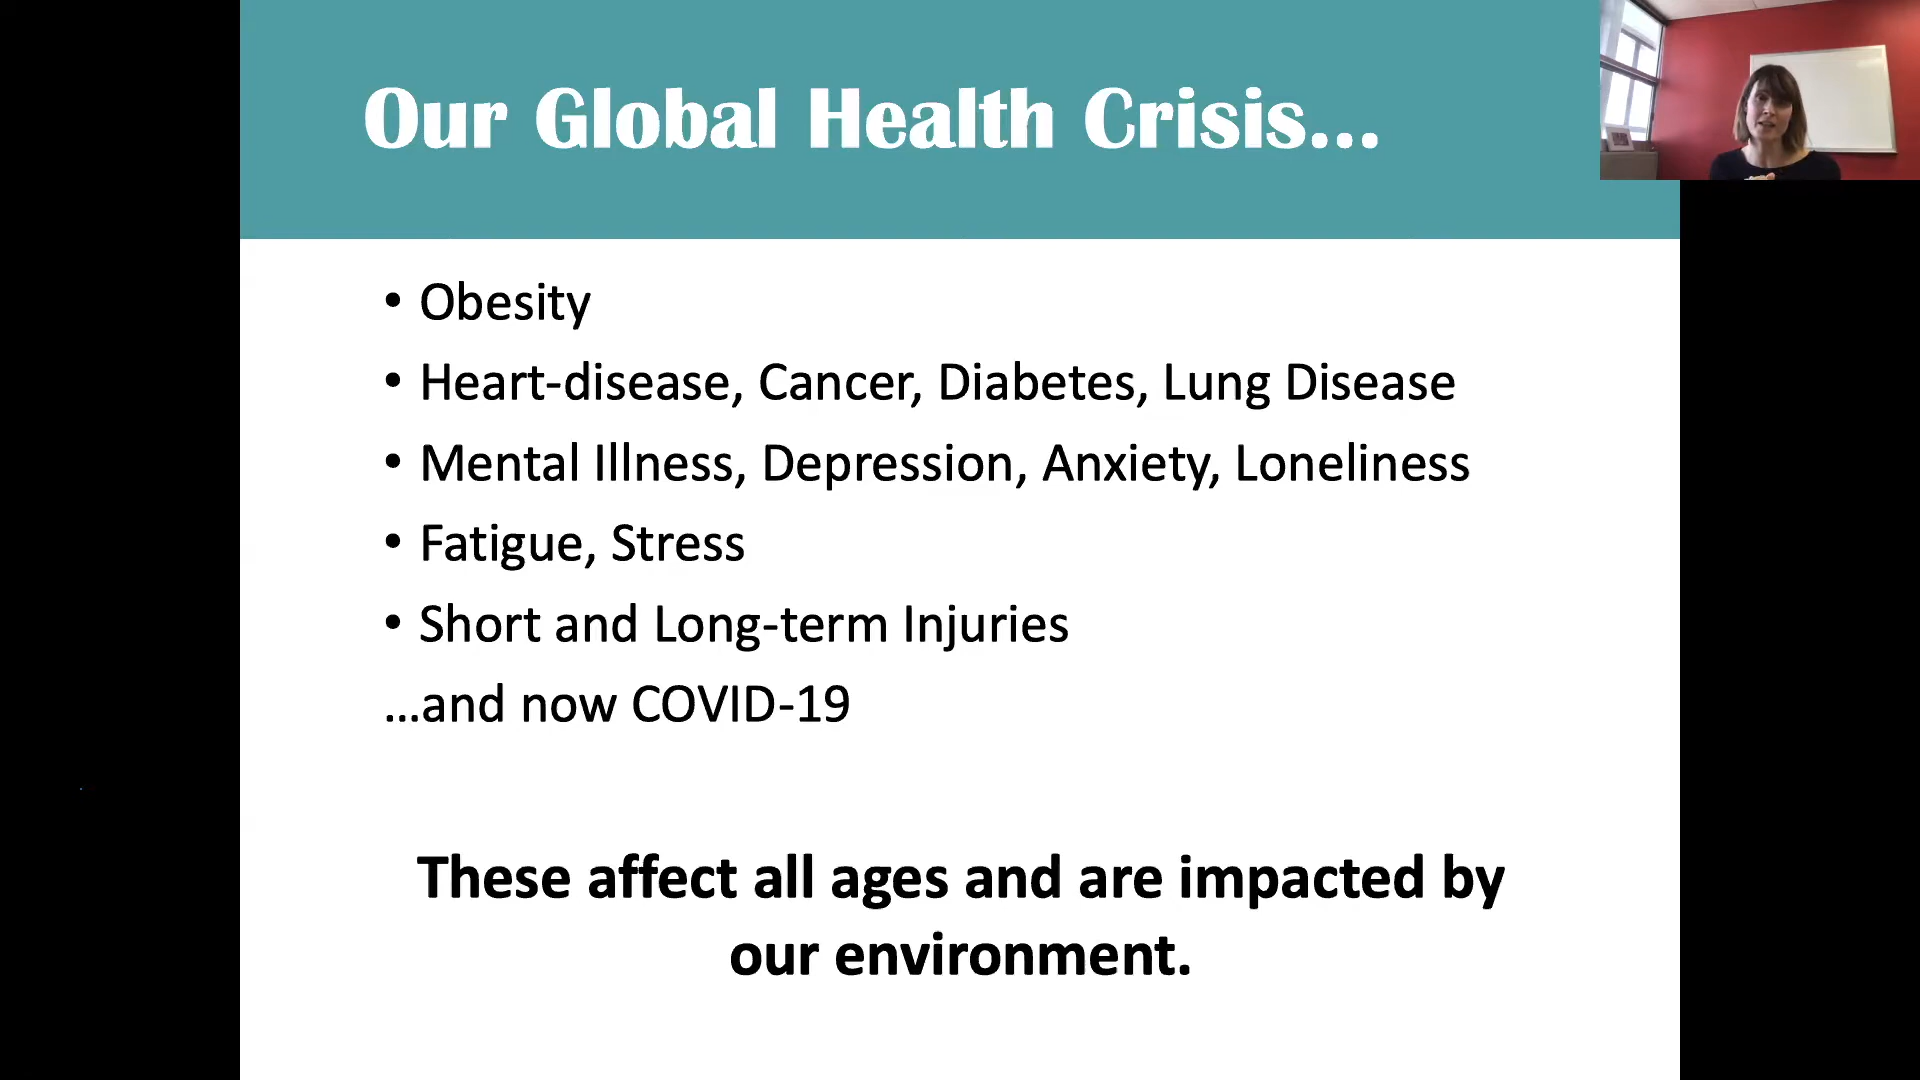 Our Global Health Crisis...
• Obesity
• Heart-disease, Cancer, Diabetes, Lung Disease
• Mental Illness, Depression, Anxiety, Loneliness
• Fatigue, Stress
• Short and Long-term Injuries
...and now COVID-19
These affect all ages and are impacted by
our environment.